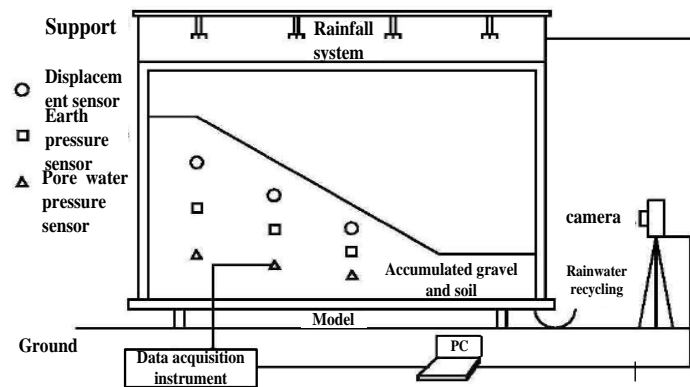 Support
Rainfall
system
Displacem
ent sensor
Earth
pressure
sensor
Pore water
pressure
sensor
camera
Accumulated gravel
and soil
Rainwater
recycling
Model
Ground
Data acquisition
instrument
PC